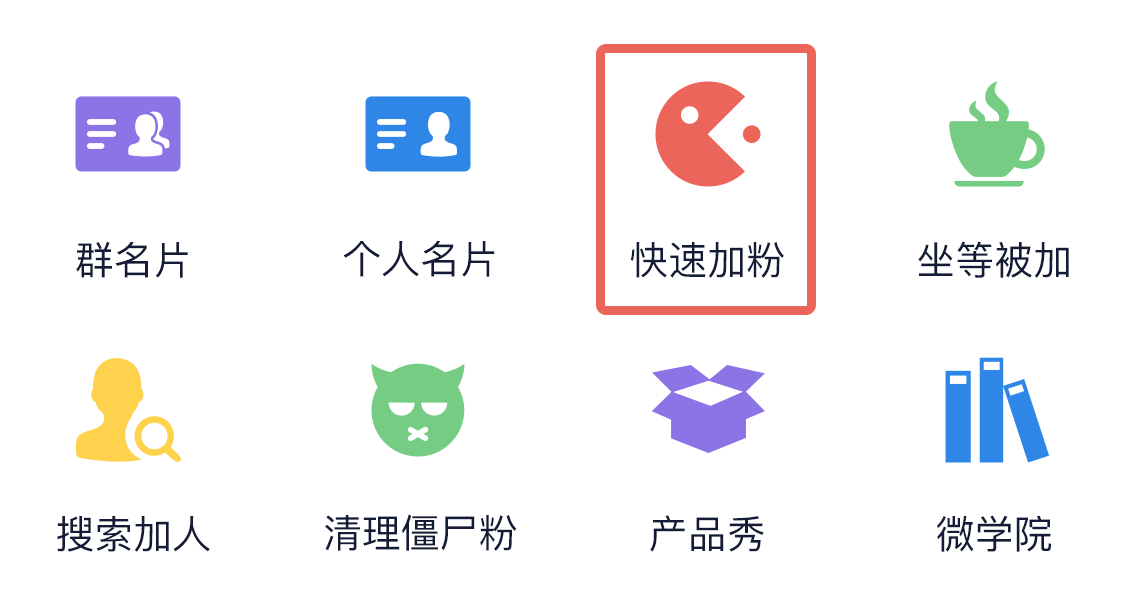 群名片
个人名片
快速加粉
坐等被加
搜索加人
清理僵尸粉
产品秀
微学院